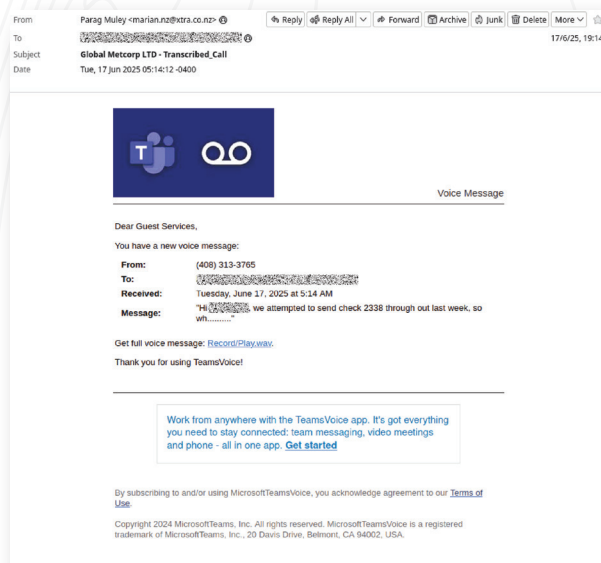 From Parag Muley <marian.nz@xtra.co.nz> Reply Reply All Forward Archive Junk Delete More
To 17/6/25, 19:14
Subject Global Metcorp LTD - Transcribed_Call
Date Tue, 17 Jun 2025 05:14:12 -0400
T
Voice Message
Dear Guest Services,
You have a new voice message:
From: (408) 313-3765
To:
Received: Tuesday, June 17, 2025 at 5:14 AM
Message: "Hi we attempted to send check 2338 through out last week, so
wh.........."
Get full voice message: Record/Play.wav.
Thank you for using TeamsVoice!
Work from anywhere with the TeamsVoice app. It's got everything
you need to stay connected: team messaging, video meetings
and phone - all in one app. Get started
By subscribing to and/or using MicrosoftTeamsVoice, you acknowledge agreement to our Terms of
Use.
Copyright 2024 MicrosoftTeams, Inc. All rights reserved. MicrosoftTeamsVoice is a registered
trademark of MicrosoftTeams, Inc., 20 Davis Drive, Belmont, CA 94002, USA.